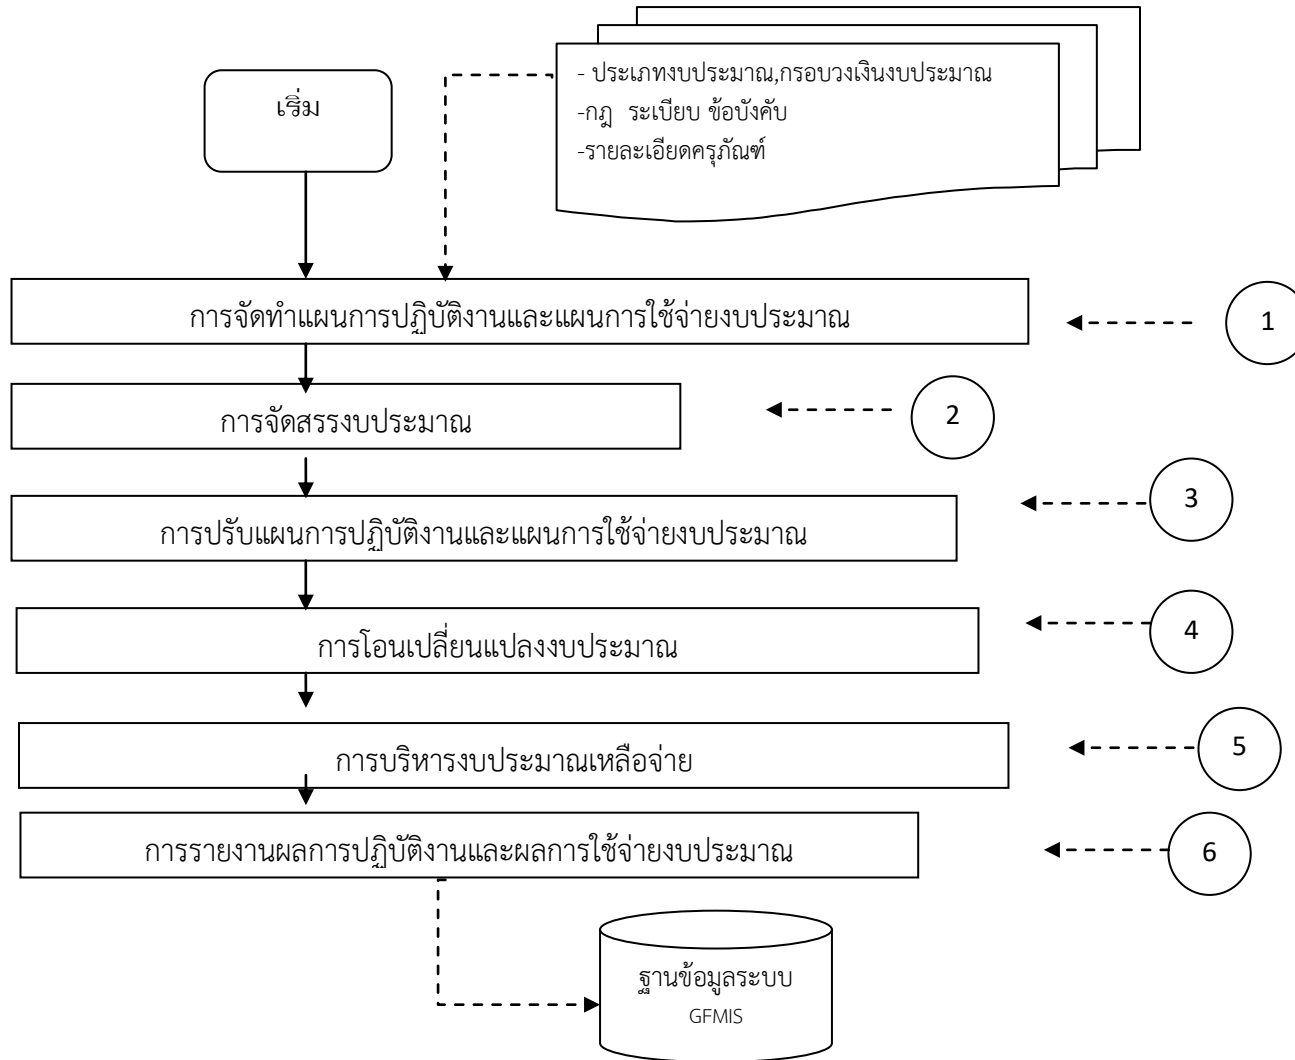 เริ่ม
- ประเภทงบประมาณ,กรอบวงเงินงบประมาณ
-กฎ ระเบียบ ข้อบังคับ
-รายละเอียดครุภัณฑ์
การจัดทำแผนการปฏิบัติงานและแผนการใช้จ่ายงบประมาณ
1
การจัดสรรงบประมาณ
2
การปรับแผนการปฏิบัติงานและแผนการใช้จ่ายงบประมาณ
3
การโอนเปลี่ยนแปลงงบประมาณ
4
การบริหารงบประมาณเหลือจ่าย
5
การรายงานผลการปฏิบัติงานและผลการใช้จ่ายงบประมาณ
6
ฐานข้อมูลระบบ
GFMIS